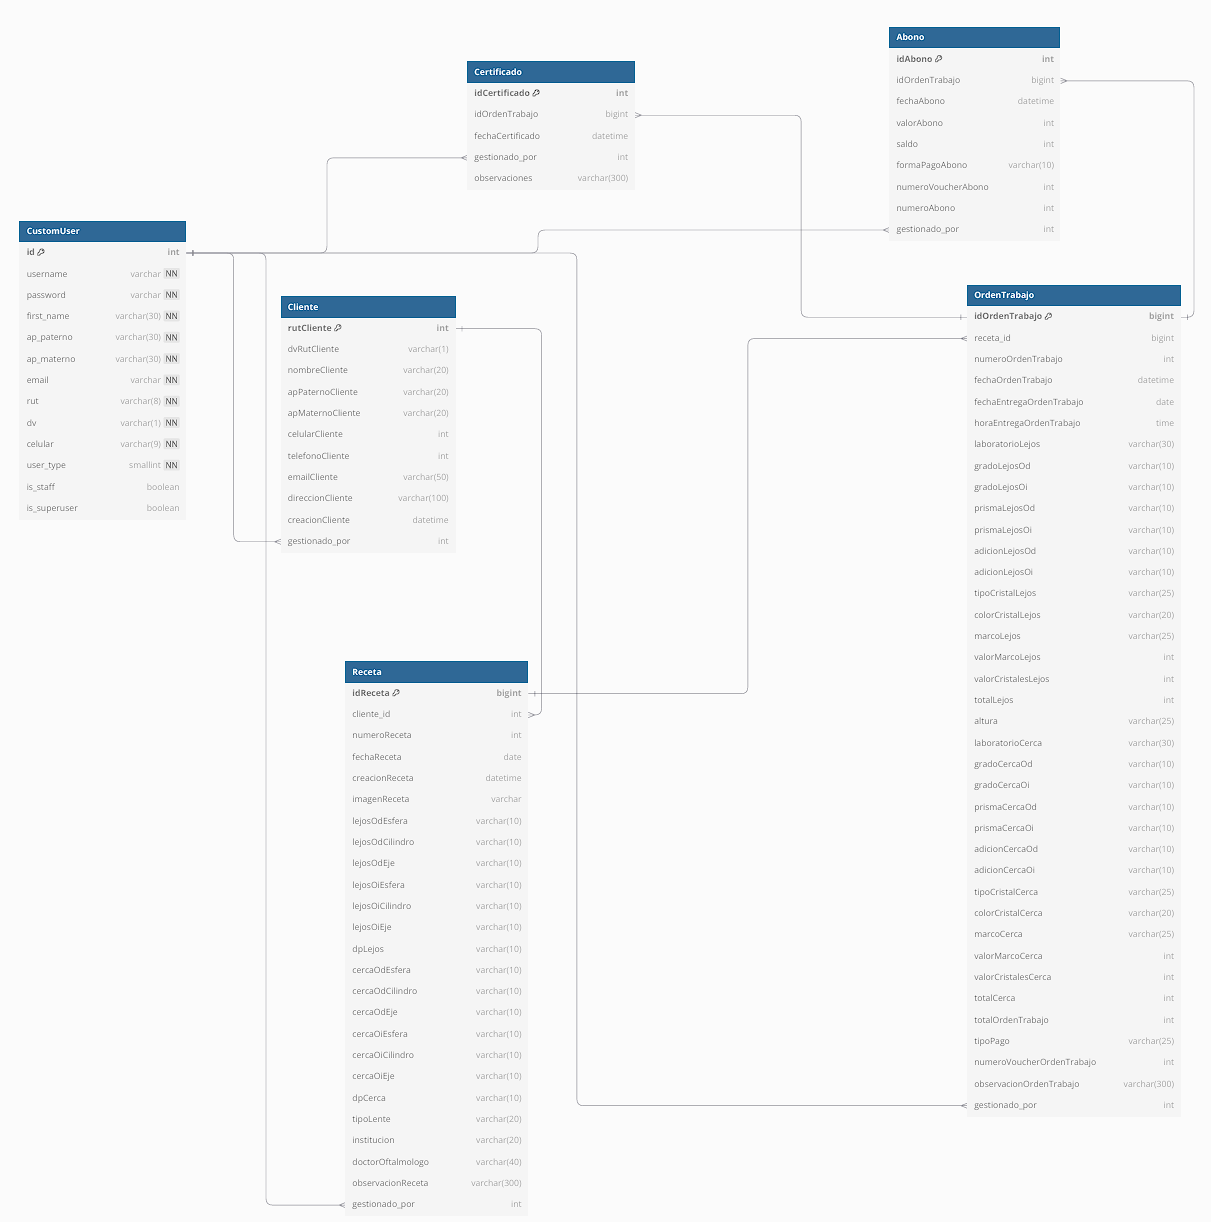 Abono
idAbono int
idOrdenTrabajo bigint
fechaAbono datetime
valorAbono int
saldo int
formaPagoAbono varchar(10)
numeroVoucherAbono int
numeroAbono int
gestionado_por int
Certificado
idCertificado int
idOrdenTrabajo bigint
fechaCertificado datetime
gestionado_por int
observaciones varchar(300)
CustomUser
id int
username varchar NN
password varchar NN
first_name varchar(30) NN
ap_paterno varchar(30) NN
ap_materno varchar(30) NN
email varchar NN
rut varchar(8) NN
dv varchar(1) NN
celular varchar(9) NN
user_type smallint NN
is_staff boolean
is_superuser boolean
Cliente
rutCliente int
dvRutCliente varchar(1)
nombreCliente varchar(20)
apPaternoCliente varchar(20)
apMaternoCliente varchar(20)
celularCliente int
telefonoCliente int
emailCliente varchar(50)
direccionCliente varchar(100)
creacionCliente datetime
gestionado_por int
OrdenTrabajo
idOrdenTrabajo bigint
receta_id bigint
numeroOrdenTrabajo int
fechaOrdenTrabajo datetime
fechaEntregaOrdenTrabajo date
horaEntregaOrdenTrabajo time
laboratorioLejos varchar(30)
gradoLejosOd varchar(10)
gradoLejosOi varchar(10)
prismaLejosOd varchar(10)
prismaLejosOi varchar(10)
adicionLejosOd varchar(10)
adicionLejosOi varchar(10)
tipoCristalLejos varchar(25)
colorCristalLejos varchar(20)
marcoLejos varchar(25)
valorMarcoLejos int
valorCristalesLejos int
totalLejos int
altura varchar(25)
laboratorioCerca varchar(30)
gradoCercaOd varchar(10)
gradoCercaOi varchar(10)
prismaCercaOd varchar(10)
prismaCercaOi varchar(10)
adicionCercaOd varchar(10)
adicionCercaOi varchar(10)
tipoCristalCerca varchar(25)
colorCristalCerca varchar(20)
marcoCerca varchar(25)
valorMarcoCerca int
valorCristalesCerca int
totalCerca int
totalOrdenTrabajo int
tipoPago varchar(25)
numeroVoucherOrdenTrabajo int
observacionOrdenTrabajo varchar(300)
gestionado_por int
Receta
idReceta bigint
cliente_id int
numeroReceta int
fechaReceta date
creacionReceta datetime
imagenReceta varchar
lejosOdEsfera varchar(10)
lejosOdCilindro varchar(10)
lejosOdEje varchar(10)
lejosOiEsfera varchar(10)
lejosOiCilindro varchar(10)
lejosOiEje varchar(10)
dpLejos varchar(10)
cercaOdEsfera varchar(10)
cercaOdCilindro varchar(10)
cercaOdEje varchar(10)
cercaOiEsfera varchar(10)
cercaOiCilindro varchar(10)
cercaOiEje varchar(10)
dpCerca varchar(10)
tipoLente varchar(20)
institucion varchar(20)
doctorOftalmologo varchar(40)
observacionReceta varchar(300)
gestionado_por int